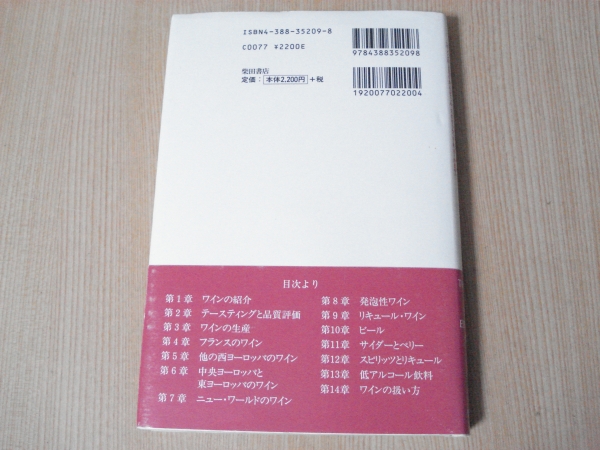 ISBN4-388-35209-8
C0077 ¥2200E
柴田書店
定価：本体2,200円+税
9784388352098
1920077022004
目次より
第1章 ワインの紹介
第2章 テースティングと品質評価
第3章 ワインの生産
第4章 フランスのワイン
第5章 他の西ヨーロッパのワイン
第6章 中央ヨーロッパと
東ヨーロッパのワイン
第7章 ニュー・ワールドのワイン
第8章 発泡性ワイン
第9章 リキュール・ワイン
第10章 ビール
第11章 サイダーとペリー
第12章 スピリッツとリキュール
第13章 低アルコール飲料
第14章 ワインの扱い方